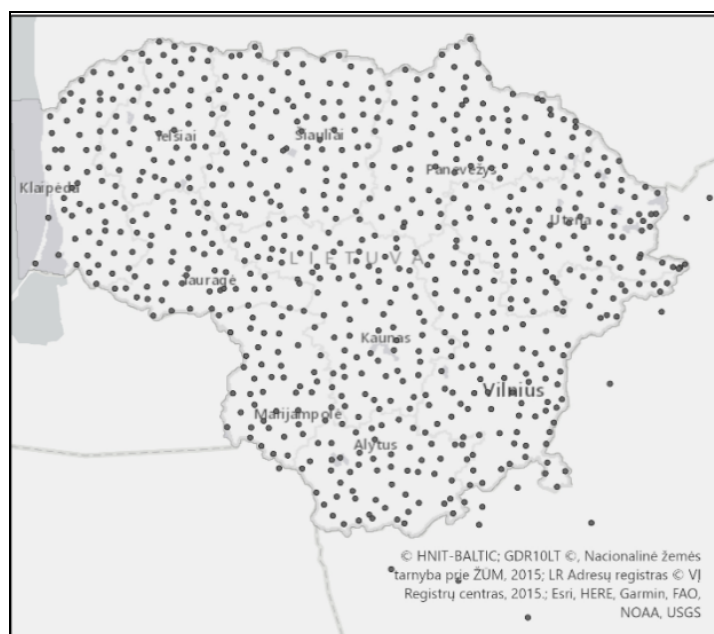 Telšiai
Šiauliai
Klaipėda
Panevėžys
Utena
LIETUVA
Tauragė
Kaunas
Vilnius
Marijampolė
Alytus
© HNIT-BALTIC; GDR10LT ©, Nacionalinė žemės
tarnyba prie ŽŪM, 2015; LR Adresų registras © VĮ
Registrų centras, 2015.; Esri, HERE, Garmin, FAO,
NOAA, USGS